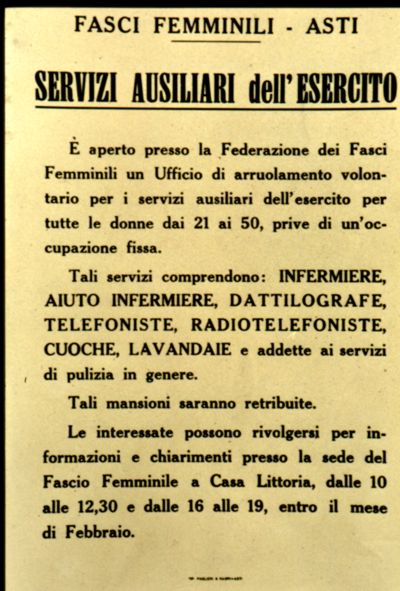 FASCI FEMMINILI - ASTI
SERVIZI AUSILIARI dell'ESERCITO
È aperto presso la Federazione dei Fasci
Femminili un Ufficio di arruolamento volon-
tario per i servizi ausiliari dell'esercito per
tutte le donne dai 21 ai 50, prive di un'oc-
cupazione fissa.
Tali servizi comprendono: INFERMIERE,
AIUTO INFERMIERE, DATTILOGRAFE,
TELEFONISTE, RADIOTELEFONISTE,
CUOCHE, LAVANDAIE e addette ai servizi
di pulizia in genere.
Tali mansioni saranno retribuite.
Le interessate possono rivolgersi per in-
formazioni e chiarimenti presso la sede del
Fascio Femminile a Casa Littoria, dalle 10
alle 12,30 e dalle 16 alle 19, entro il mese
di Febbraio.